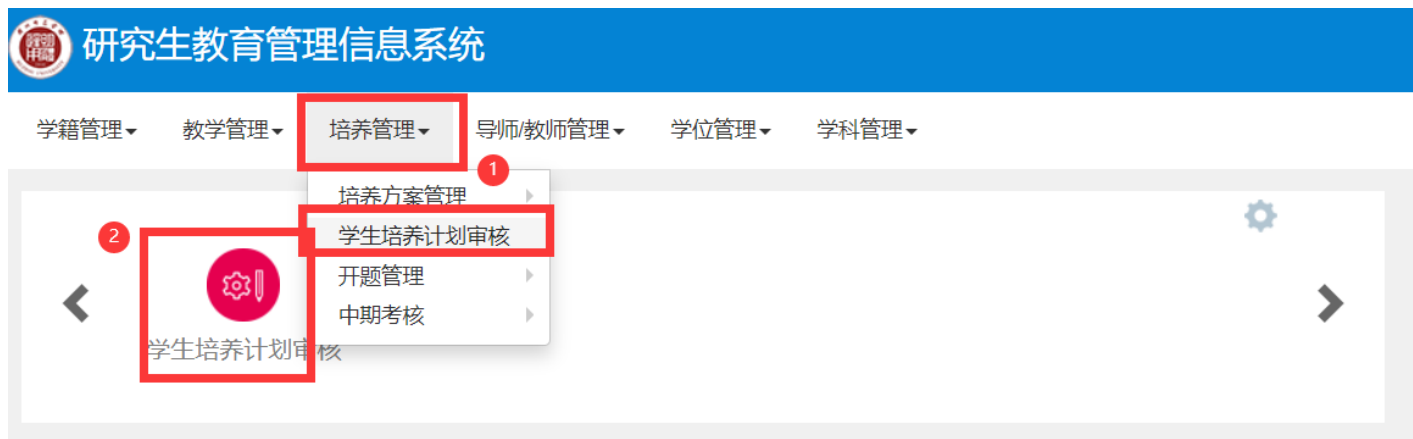 研究生教育管理信息系统
学籍管理 教学管理 培养管理 导师/教师管理 学位管理 学科管理
1
培养方案管理
学生培养计划审核
开题管理
中期考核
2
学生培养计划审核